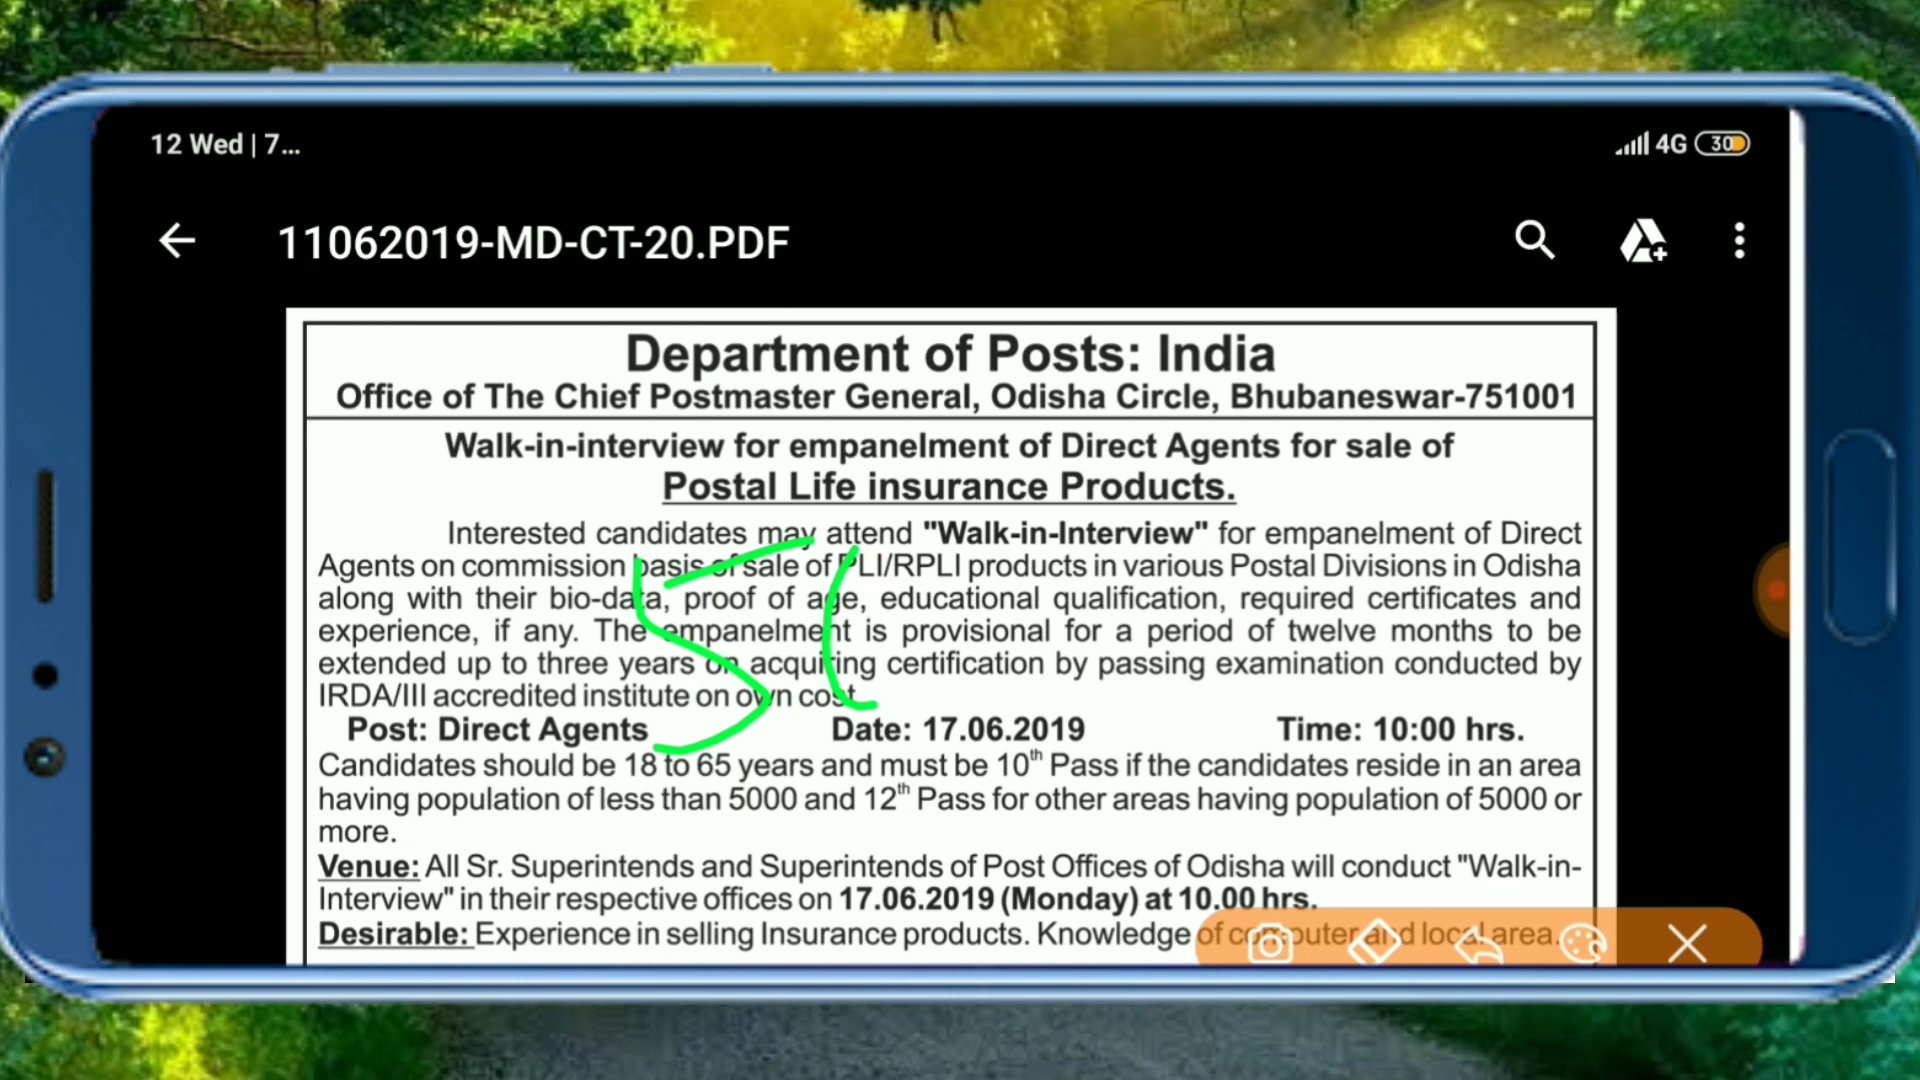 12 Wed | 7...
4G 30
11062019-MD-CT-20.PDF
Department of Posts: India
Office of The Chief Postmaster General, Odisha Circle, Bhubaneswar-751001
Walk-in-interview for empanelment of Direct Agents for sale of
Postal Life insurance Products.
Interested candidates may attend "Walk-in-Interview" for empanelment of Direct
Agents on commission basis of sale of PLI/RPLI products in various Postal Divisions in Odisha
along with their bio-data, proof of age, educational qualification, required certificates and
experience, if any. The empanelment is provisional for a period of twelve months to be
extended up to three years on acquiring certification by passing examination conducted by
IRDA/III accredited institute on own cost.
Post: Direct Agents Date: 17.06.2019 Time: 10:00 hrs.
Candidates should be 18 to 65 years and must be 10th Pass if the candidates reside in an area
having population of less than 5000 and 12th Pass for other areas having population of 5000 or
more.
Venue: All Sr. Superintends and Superintends of Post Offices of Odisha will conduct "Walk-in-
Interview" in their respective offices on 17.06.2019 (Monday) at 10.00 hrs.
Desirable: Experience in selling Insurance products. Knowledge of computer and local area.